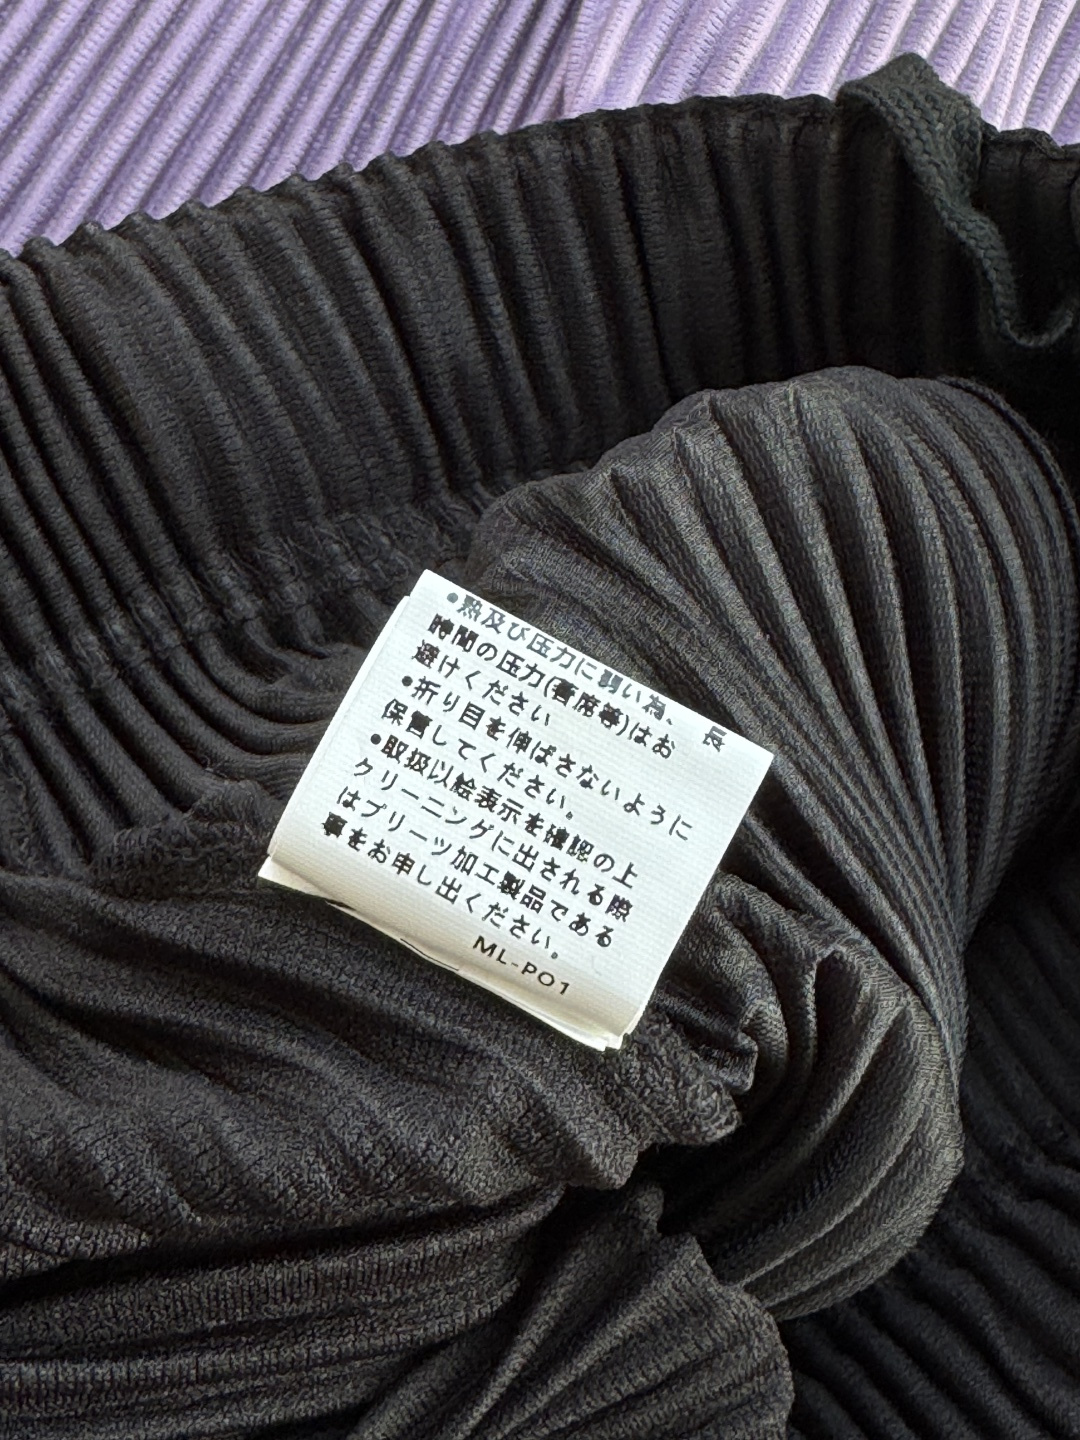 •熱及び圧力に弱い為、長
時間の圧力(着席等)はお
避けください
•折り目を伸ばさないように
保管してください。
•取扱以絵表示を確認の上
クリーニングに出される際
はプリーツ加工製品である
事をお申し出ください。
ML-PO1